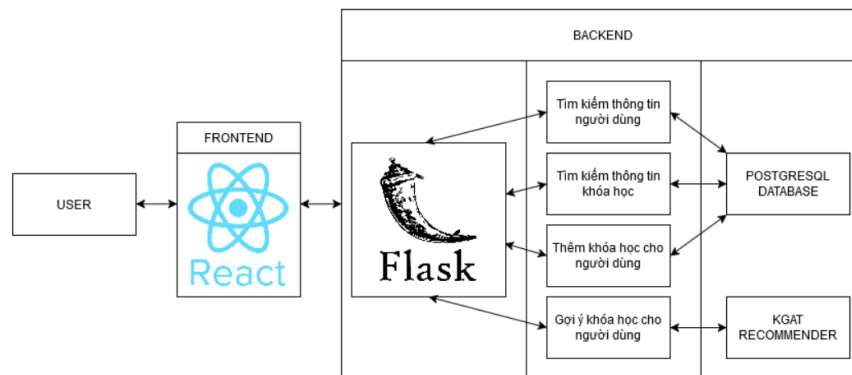 BACKEND
FRONTEND
USER
React
Flask
Tìm kiếm thông tin
người dùng
Tìm kiếm thông tin
khóa học
Thêm khóa học cho
người dùng
Gợi ý khóa học cho
người dùng
POSTGRESQL
DATABASE
KGAT
RECOMMENDER